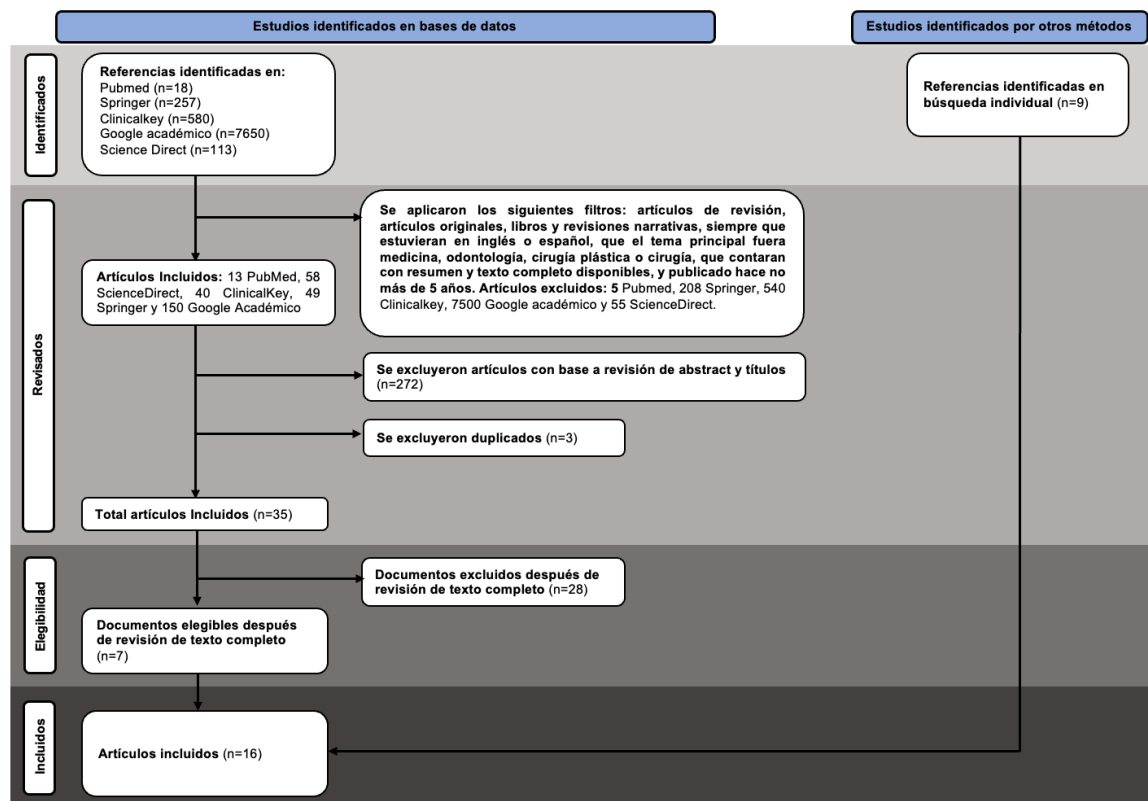 Estudios identificados en bases de datos
Estudios identificados por otros métodos
Identificados
Referencias identificadas en:
Pubmed (n=18)
Springer (n=257)
Clinicalkey (n=580)
Google académico (n=7650)
Science Direct (n=113)
Referencias identificadas en
búsqueda individual (n=9)
Revisados
Se aplicaron los siguientes filtros: artículos de revisión,
artículos originales, libros y revisiones narrativas, siempre que
estuvieran en inglés o español, que el tema principal fuera
medicina, odontología, cirugía plástica o cirugía, que contaran
con resumen y texto completo disponibles, y publicado hace no
más de 5 años. Artículos excluidos: 5 Pubmed, 208 Springer, 540
Clinicalkey, 7500 Google académico y 55 ScienceDirect.
Artículos Incluidos: 13 PubMed, 58
ScienceDirect, 40 ClinicalKey, 49
Springer y 150 Google Académico
Se excluyeron artículos con base a revisión de abstract y títulos
(n=272)
Se excluyeron duplicados (n=3)
Total artículos Incluidos (n=35)
Elegibilidad
Documentos excluidos después de
revisión de texto completo (n=28)
Documentos elegibles después
de revisión de texto completo
(n=7)
Incluidos
Artículos incluidos (n=16)